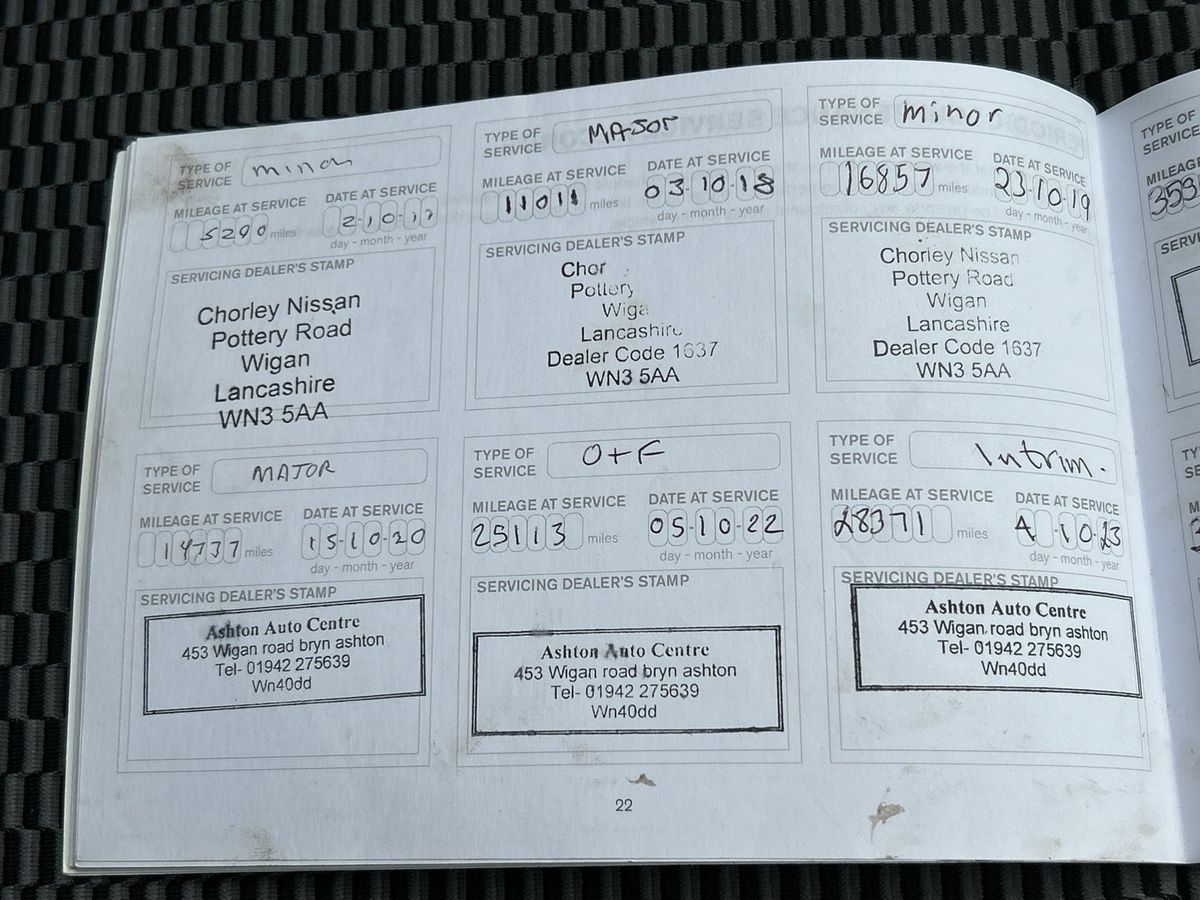 TYPE OF SERVICE minor
MILEAGE AT SERVICE DATE AT SERVICE
5290 miles 2-10-17
day - month - year
SERVICING DEALER'S STAMP
Chorley Nissan
Pottery Road
Wigan
Lancashire
WN3 5AA
TYPE OF SERVICE MAJOR
MILEAGE AT SERVICE DATE AT SERVICE
11011 miles 03-10-18
day - month - year
SERVICING DEALER'S STAMP
Chor
Pottery
Wiga
Lancashire
Dealer Code 1637
WN3 5AA
TYPE OF SERVICE minor
MILEAGE AT SERVICE DATE AT SERVICE
16857 miles 23-10-19
day - month - year
SERVICING DEALER'S STAMP
Chorley Nissan
Pottery Road
Wigan
Lancashire
Dealer Code 1637
WN3 5AA
TYPE OF SERVICE MAJOR
MILEAGE AT SERVICE DATE AT SERVICE
miles 15-10-20
day - month - year
SERVICING DEALER'S STAMP
Ashton Auto Centre
453 Wigan road bryn ashton
Tel- 01942 275639
Wn40dd
TYPE OF SERVICE O+F
MILEAGE AT SERVICE DATE AT SERVICE
25113 miles 05-10-22
day - month - year
SERVICING DEALER'S STAMP
Ashton Auto Centre
453 Wigan road bryn ashton
Tel- 01942 275639
Wn40dd
TYPE OF SERVICE Intrim.
MILEAGE AT SERVICE DATE AT SERVICE
28371 miles 4 10-23
day - month - year
SERVICING DEALER'S STAMP
Ashton Auto Centre
453 Wigan road bryn ashton
Tel- 01942 275639
Wn40dd
22
TYPE OF
SERVICE